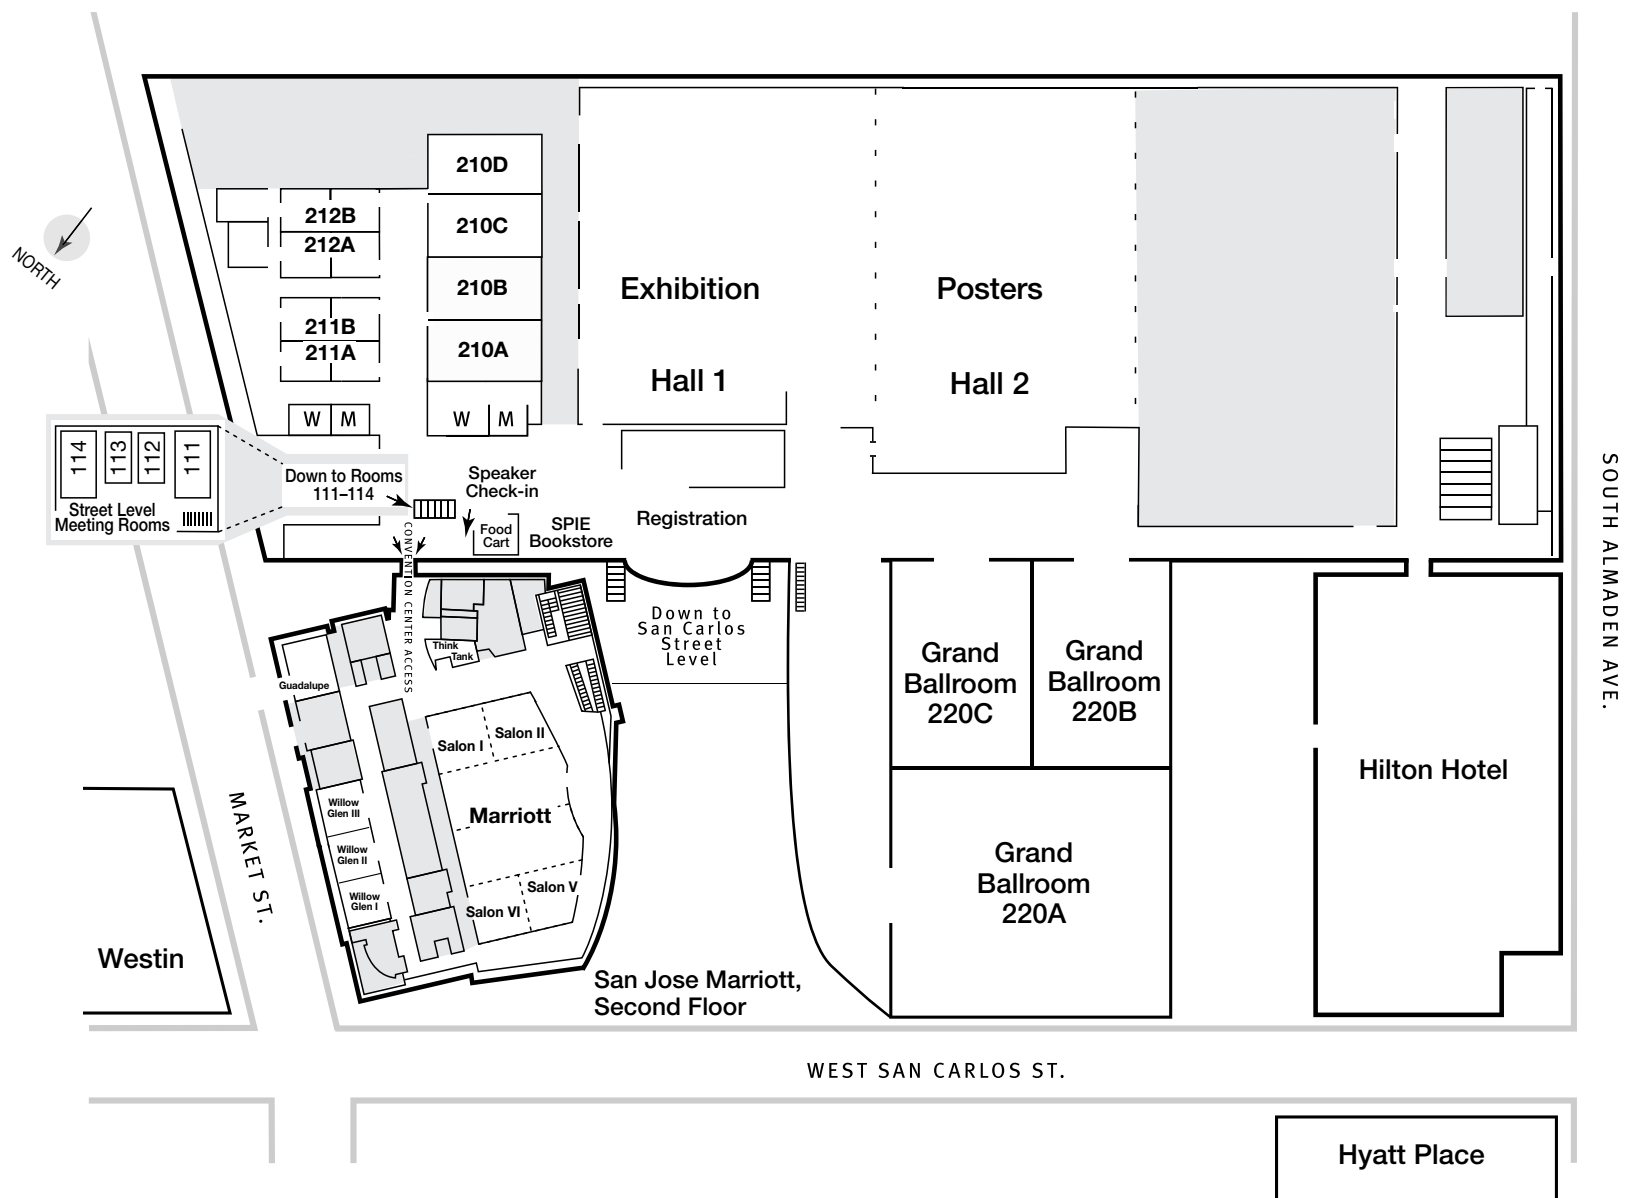 210D
212B
210C
212A
NORTH
210B
Exhibition
Posters
211B
210A
211A
Hall 1
Hall 2
W M
W M
114
113
112
111
Street Level
Meeting Rooms
Down to Rooms
111–114
Speaker
Check-in
Food
Cart
SPIE
Bookstore
Registration
CONVENTION CENTER ACCESS
SOUTH ALMADEN AVE.
Down to
San Carlos
Street
Level
Think
Tank
Guadalupe
Grand
Ballroom
220C
Grand
Ballroom
220B
Salon I
Salon II
Hilton Hotel
Willow
Glen III
Marriott
MARKET ST.
Willow
Glen II
Grand
Ballroom
220A
Willow
Glen I
Salon V
Salon VI
Westin
San Jose Marriott,
Second Floor
WEST SAN CARLOS ST.
Hyatt Place